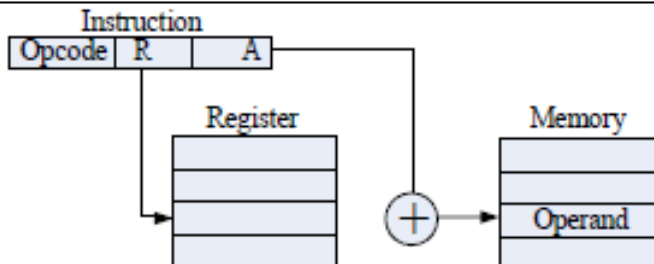 Instruction
Opcode R A
Register Memory
+
Operand